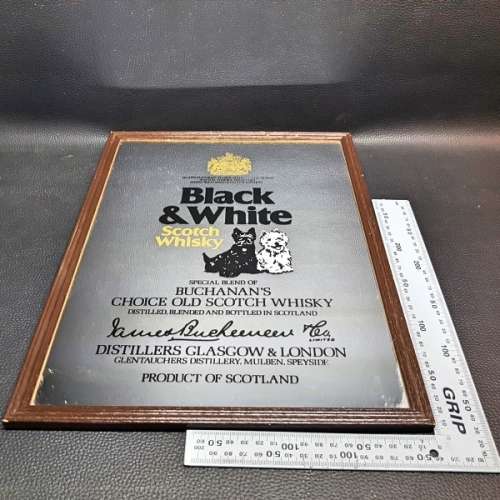 Black
& White
Scotch
Whisky
SPECIAL BLEND OF
BUCHANAN'S
CHOICE OLD SCOTCH WHISKY
DISTILLED, BLENDED AND BOTTLED IN SCOTLAND
James Buchanan & Co.
LIMITED
DISTILLERS GLASGOW & LONDON
GLENTAUCHERS DISTILLERY, MULBEN, SPEYSIDE
PRODUCT OF SCOTLAND
GRIP